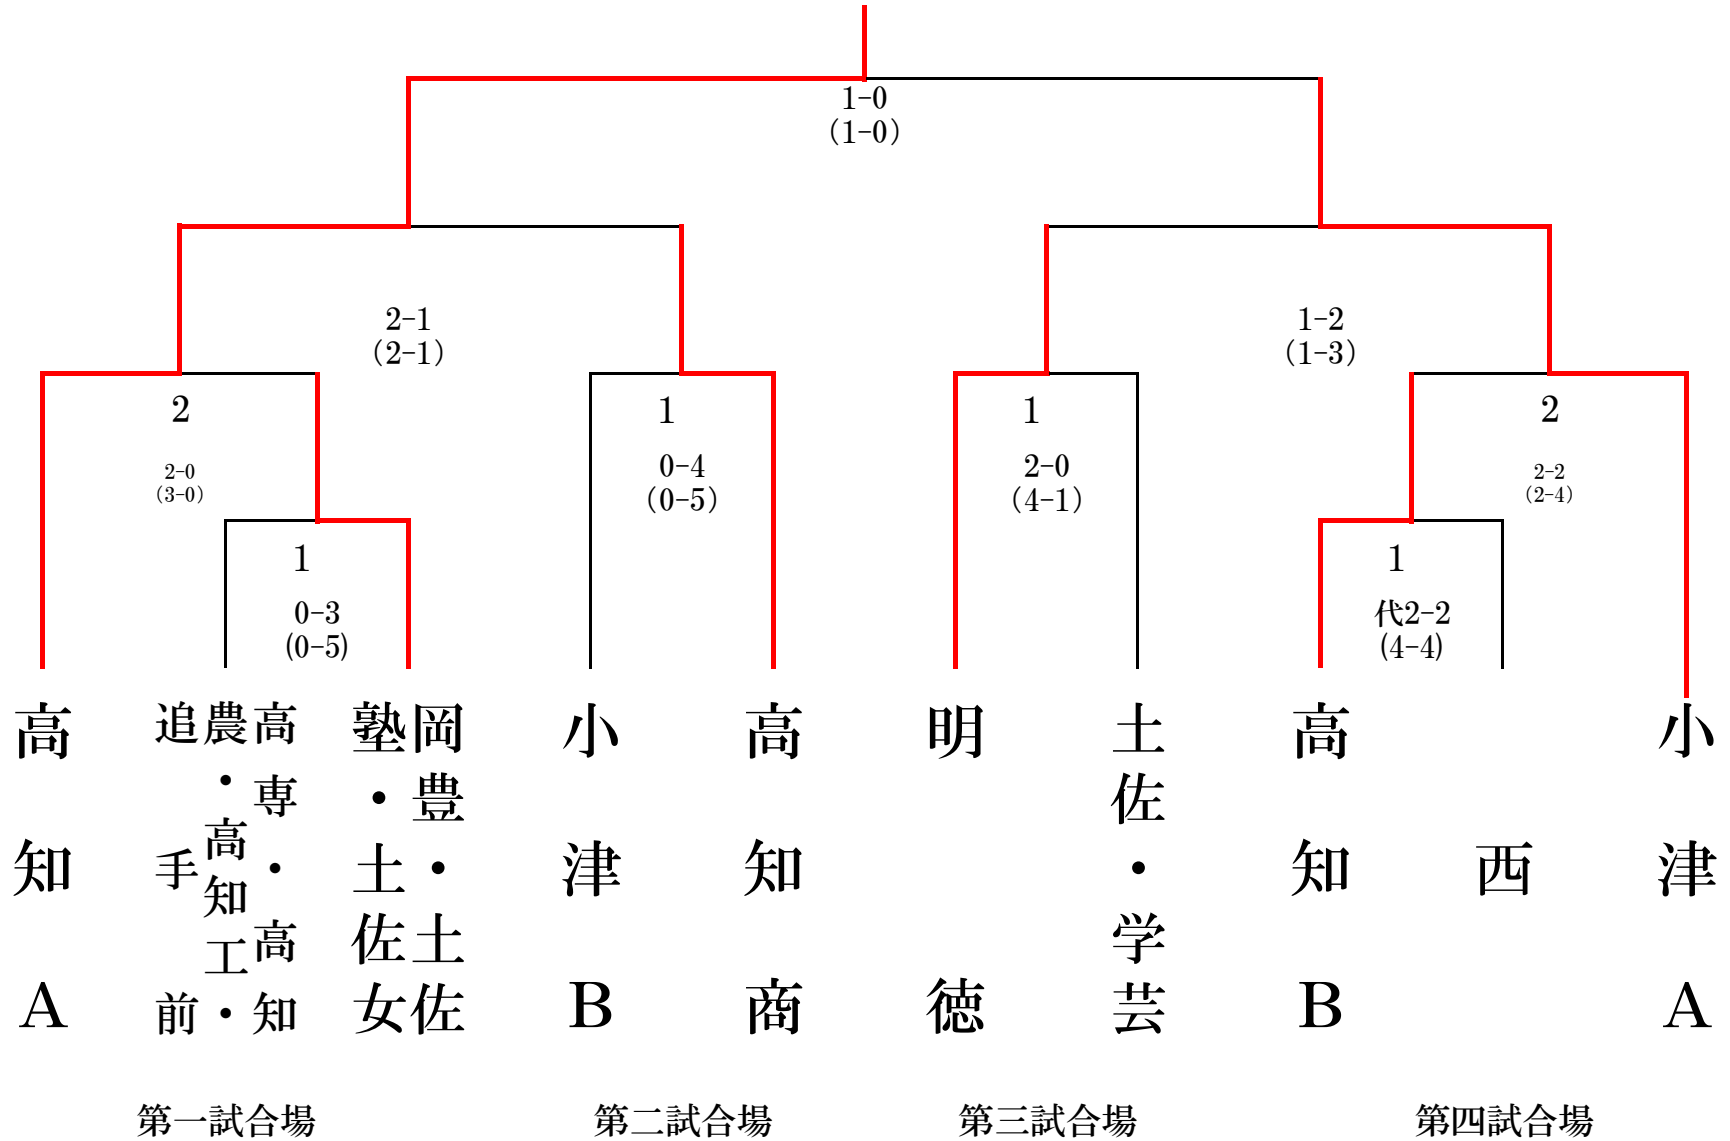 1-0
（1-0）
2-1
（2-1）
1-2
（1-3）
2
1
1
2
2-0
（3-0）
0-4
（0-5）
2-0
（4-1）
2-2
（2-4）
1
0-3
(0-5)
1
代2-2
(4-4)
高知A
高専・高知
農・高知工・
追手前
岡豊・土佐
塾・土佐女
小津B
高知商
明徳
土佐・学芸
高知B
西
小津A
第一試合場
第二試合場
第三試合場
第四試合場